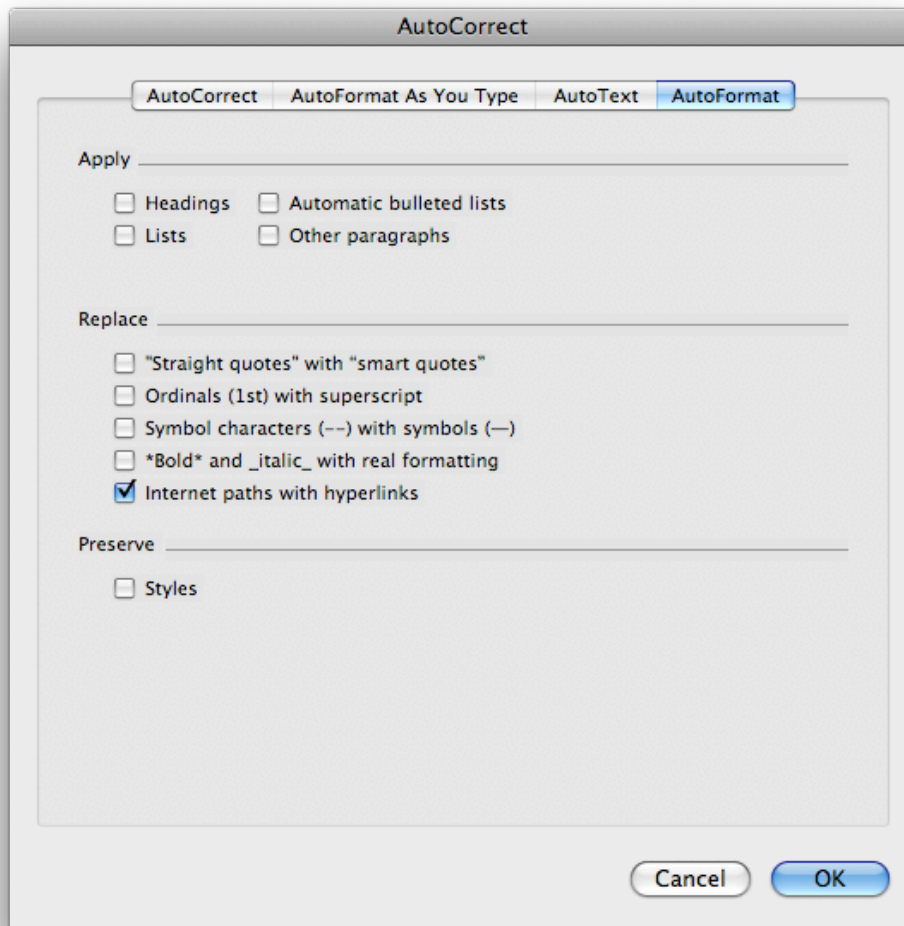 AutoCorrect
AutoCorrect AutoFormat As You Type AutoText AutoFormat
Apply
Headings Automatic bulleted lists
Lists Other paragraphs
Replace
"Straight quotes" with “smart quotes”
Ordinals (1st) with superscript
Symbol characters (--) with symbols (—)
*Bold* and _italic_ with real formatting
Internet paths with hyperlinks
Preserve
Styles
Cancel OK